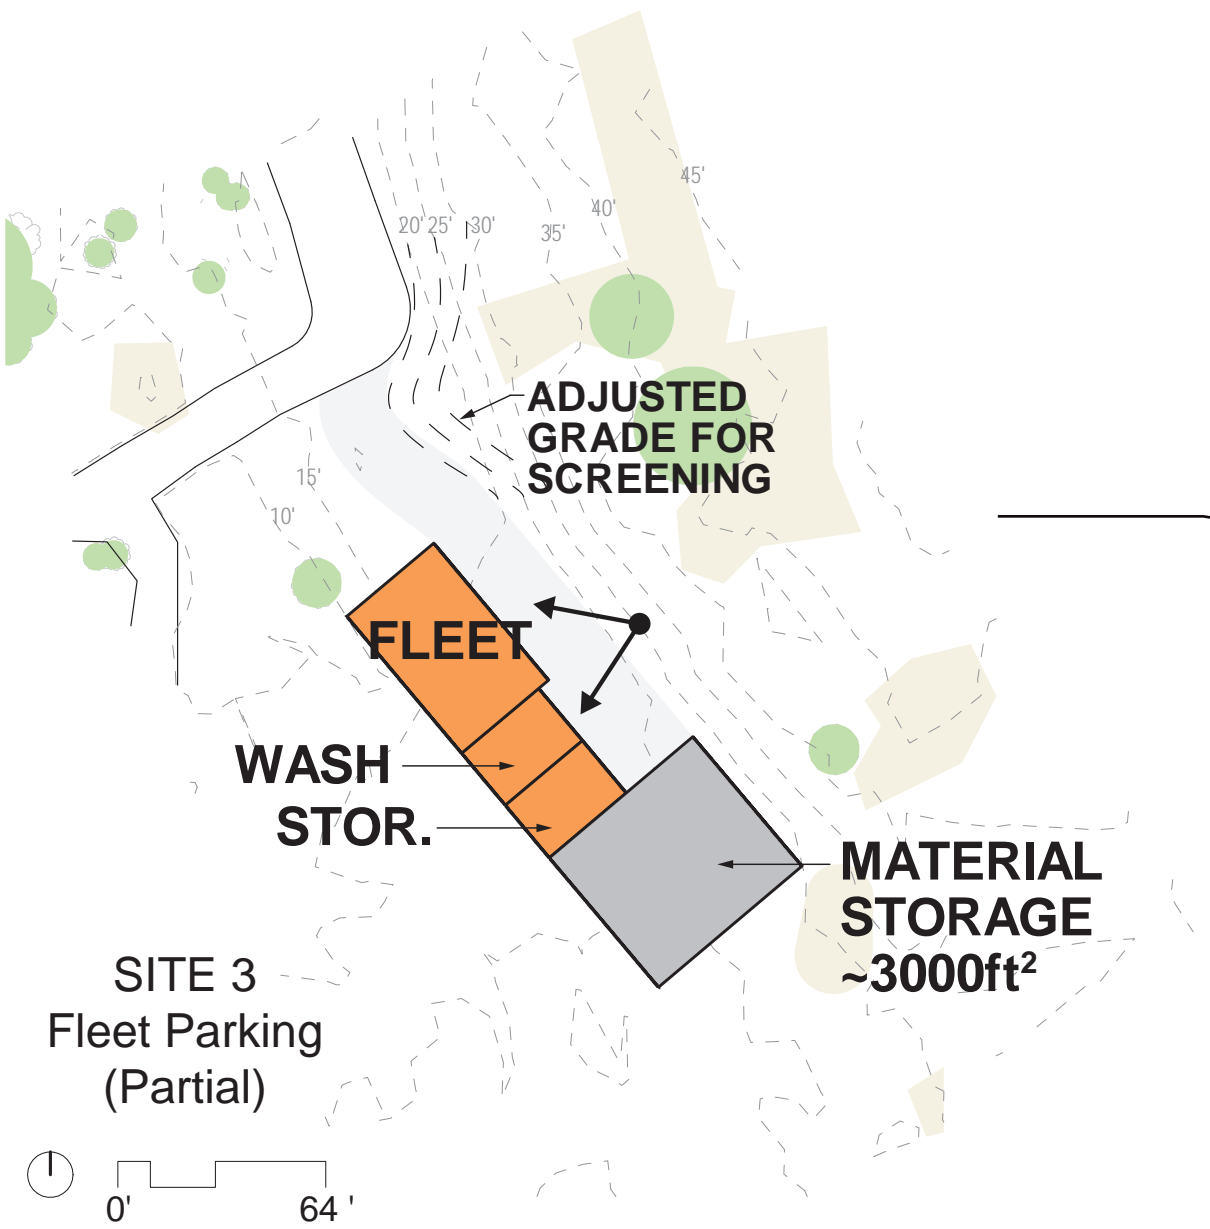 45'
40'
20' 25' 30' 35'
ADJUSTED
GRADE FOR
SCREENING
15'
10'
FLEET
WASH
STOR.
MATERIAL
STORAGE
~3000ft²
SITE 3
Fleet Parking
(Partial)
0' 64 '